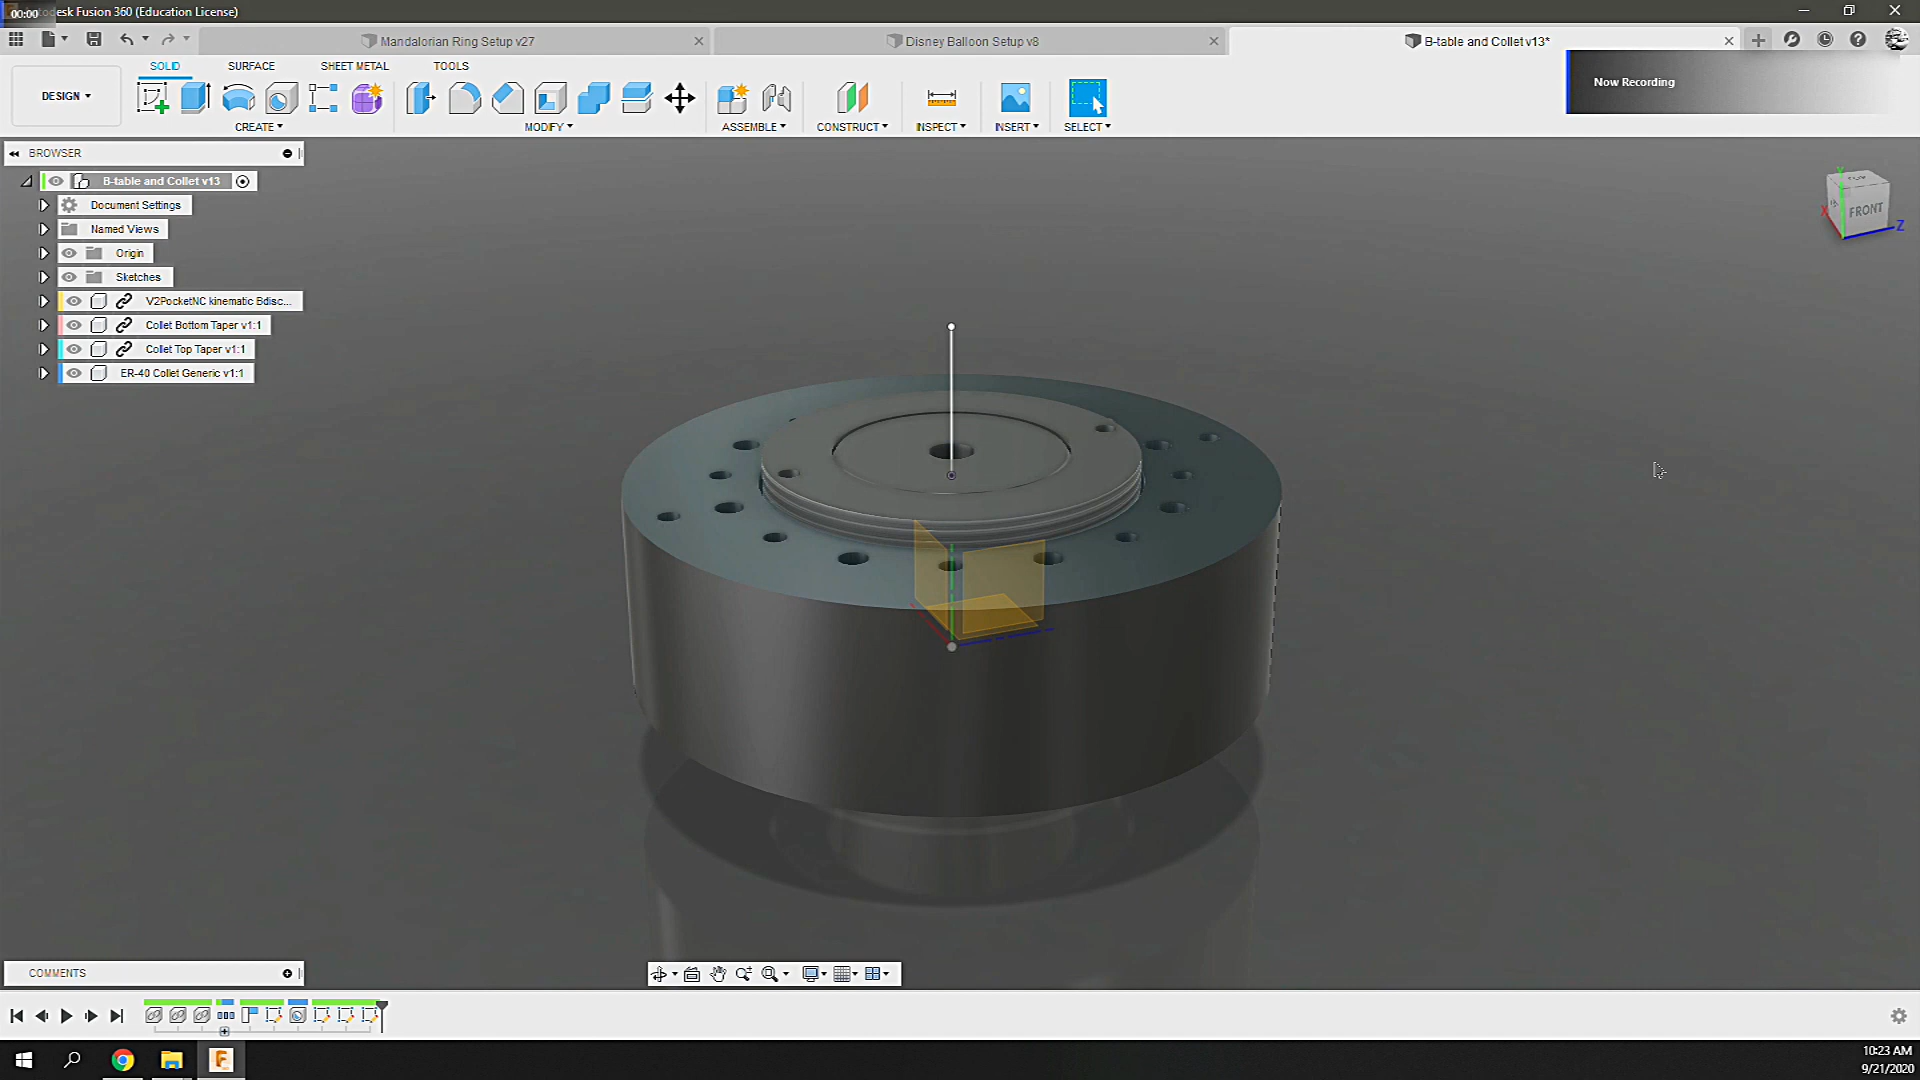 00:00
odesk Fusion 360 (Education License)
Mandalorian Ring Setup v27
Disney Balloon Setup v8
B-table and Collet v13*
Now Recording
SOLID
SURFACE
SHEET METAL
TOOLS
DESIGN
CREATE
MODIFY
ASSEMBLE
CONSTRUCT
INSPECT
INSERT
SELECT
BROWSER
B-table and Collet v13
Document Settings
Named Views
Origin
Sketches
V2PocketNC kinematic Bdisc...
Collet Bottom Taper v1:1
Collet Top Taper v1:1
ER-40 Collet Generic v1:1
Y
TOP
FRONT
X
Z
COMMENTS
10:23 AM
9/21/2020